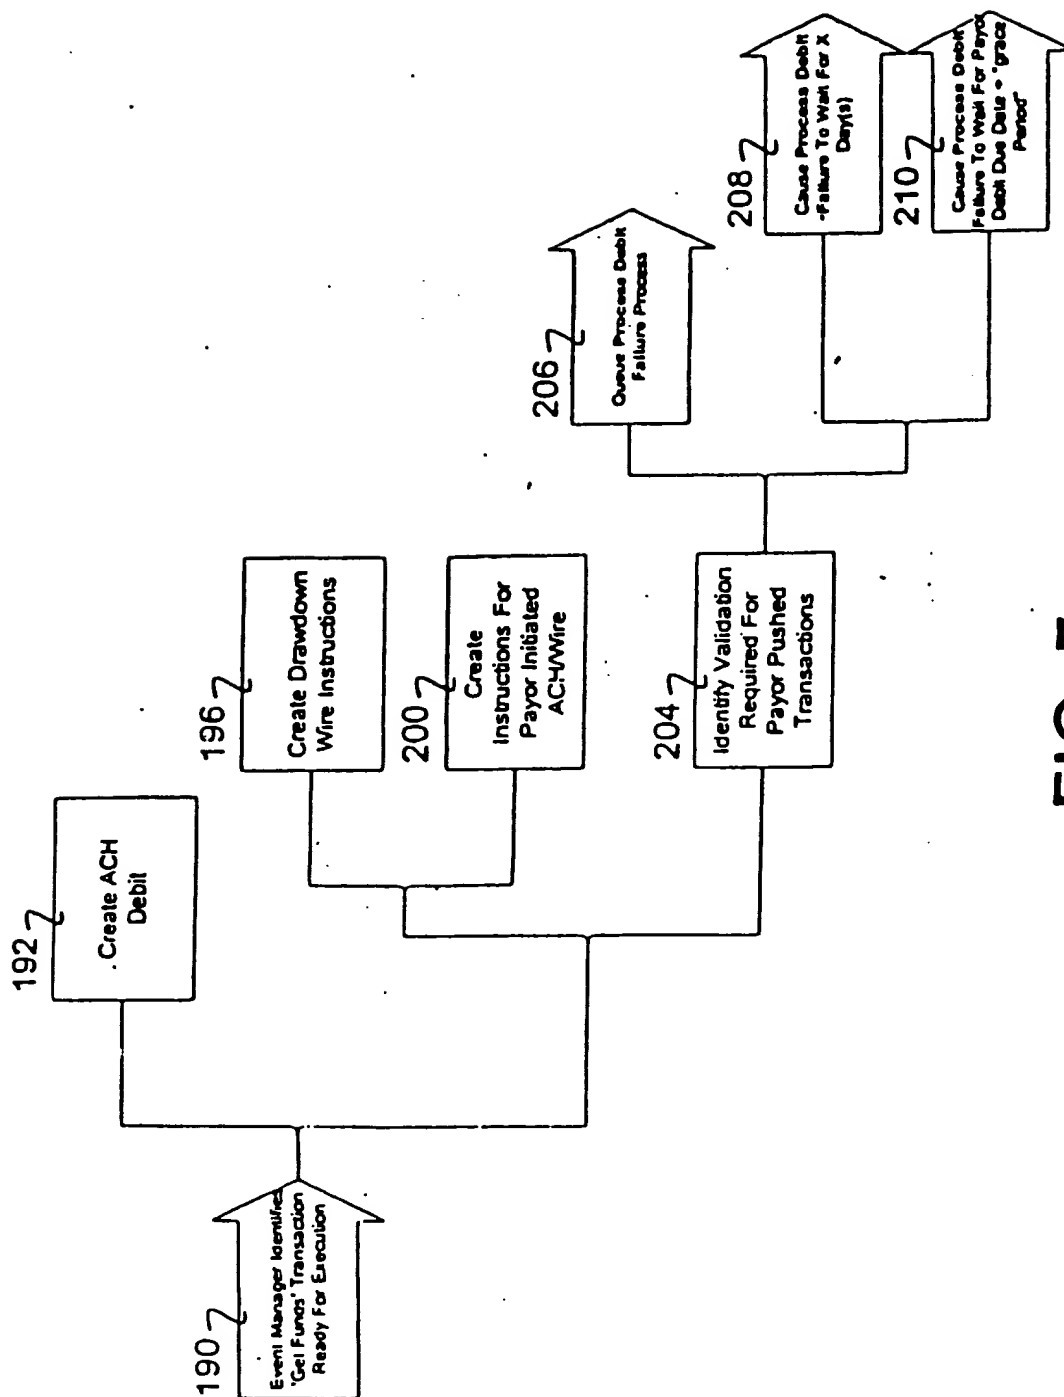 190
Event Manager Identifies
'Get Funds' Transaction
Ready For Execution
192
Create ACH
Debit
196
Create Drawdown
Wire Instructions
200
Create
Instructions For
Payor Initiated
ACH/Wire
204
Identity Validation
Required For
Payor Pushed
Transactions
206
Queue Process Debit
Failure Process
208
Cause Process Debit
-Failure To Wait For X
Day(s)
210
Cause Process Debit
Failure To Wait For Payor
Debit Due Date + "grace
Period"